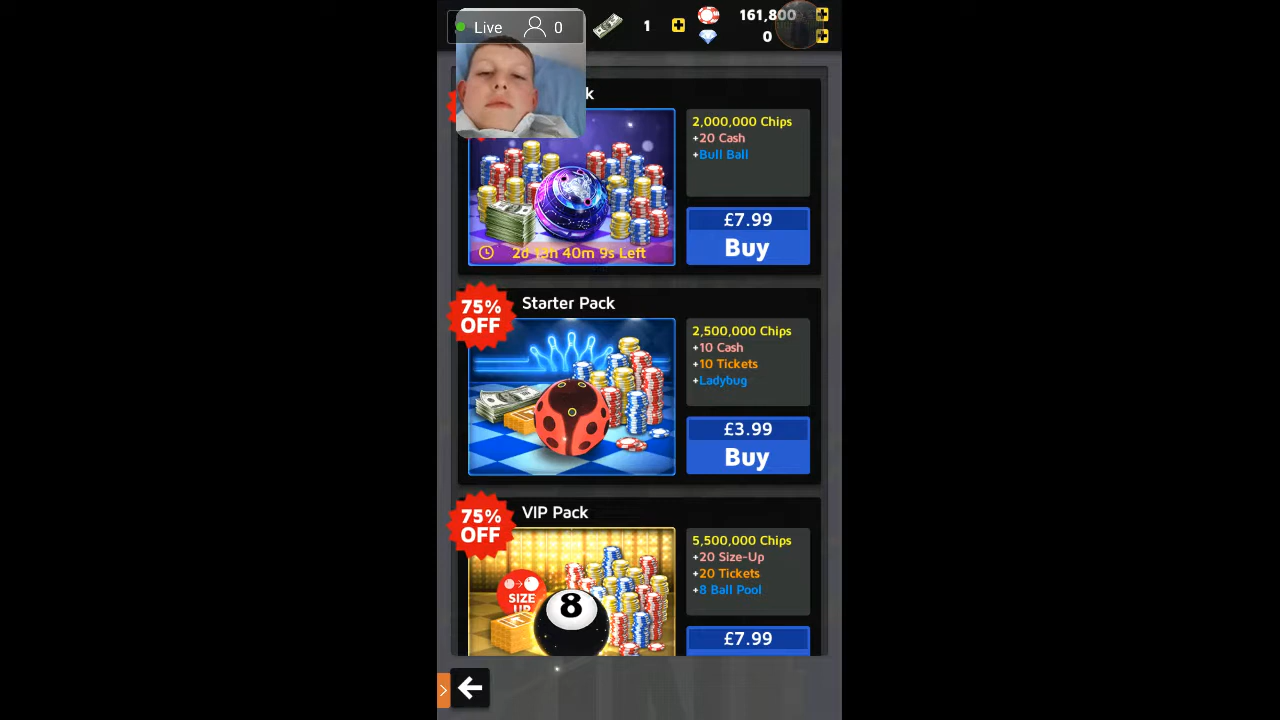 Live 0
1
161,800
0
k
2,000,000 Chips
+20 Cash
+Bull Ball
£7.99
Buy
2d 13h 40m 9s Left
75% OFF
Starter Pack
2,500,000 Chips
+10 Cash
+10 Tickets
+Ladybug
£3.99
Buy
75% OFF
VIP Pack
5,500,000 Chips
+20 Size-Up
+20 Tickets
+8 Ball Pool
SIZE
UP
8
£7.99